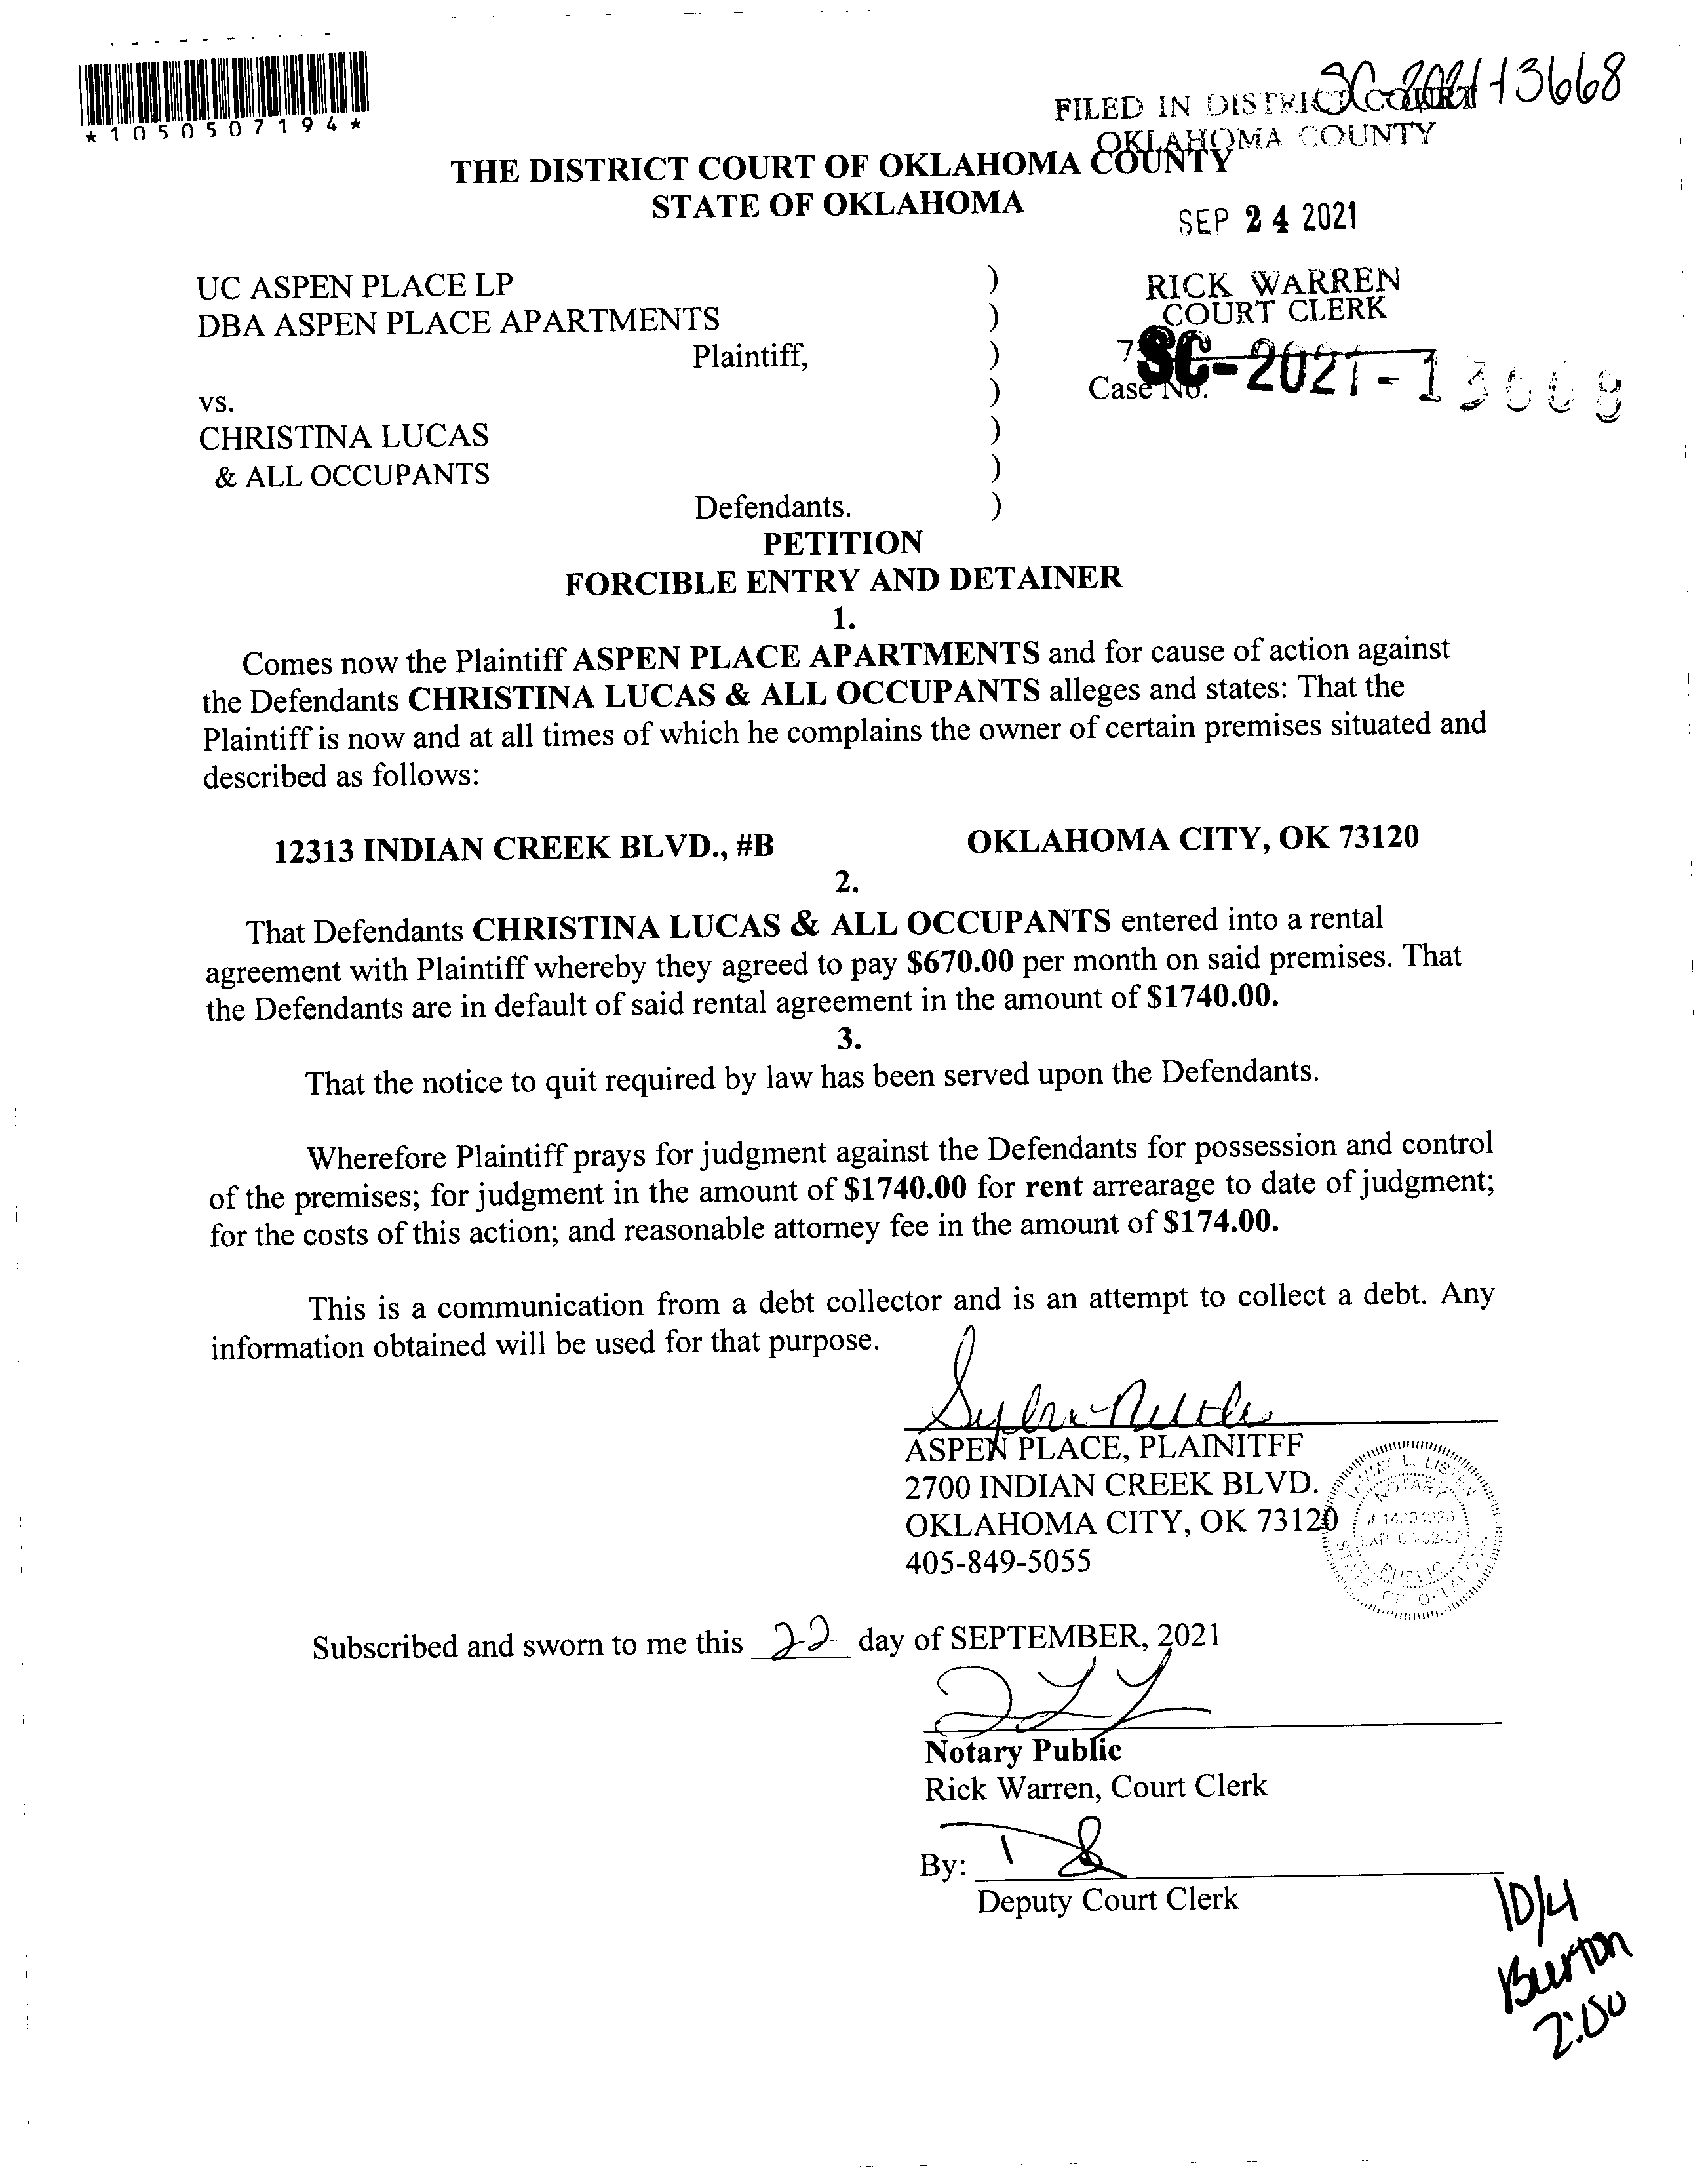 *1050507194*
SC-2021-13668
FILED IN DISTRICT COURT
OKLAHOMA COUNTY
THE DISTRICT COURT OF OKLAHOMA COUNTY
STATE OF OKLAHOMA
SEP 24 2021
UC ASPEN PLACE LP )
DBA ASPEN PLACE APARTMENTS )
Plaintiff, )
)
vs.
CHRISTINA LUCAS )
& ALL OCCUPANTS )
Defendants. )
RICK WARREN
COURT CLERK
SC-2021-13668
Case No.
PETITION
FORCIBLE ENTRY AND DETAINER
1.
Comes now the Plaintiff ASPEN PLACE APARTMENTS and for cause of action against
the Defendants CHRISTINA LUCAS & ALL OCCUPANTS alleges and states: That the
Plaintiff is now and at all times of which he complains the owner of certain premises situated and
described as follows:
12313 INDIAN CREEK BLVD., #B OKLAHOMA CITY, OK 73120
2.
That Defendants CHRISTINA LUCAS & ALL OCCUPANTS entered into a rental
agreement with Plaintiff whereby they agreed to pay $670.00 per month on said premises. That
the Defendants are in default of said rental agreement in the amount of $1740.00.
3.
That the notice to quit required by law has been served upon the Defendants.
Wherefore Plaintiff prays for judgment against the Defendants for possession and control
of the premises; for judgment in the amount of $1740.00 for rent arrearage to date of judgment;
for the costs of this action; and reasonable attorney fee in the amount of $174.00.
This is a communication from a debt collector and is an attempt to collect a debt. Any
information obtained will be used for that purpose.
ASPEN PLACE, PLAINITFF
2700 INDIAN CREEK BLVD.
OKLAHOMA CITY, OK 73120
405-849-5055
NOTARY
PUBLIC
STATE OF OKLAHOMA
Subscribed and sworn to me this 22 day of SEPTEMBER, 2021
Notary Public
Rick Warren, Court Clerk
By:
Deputy Court Clerk
10/4
Burton
2:00